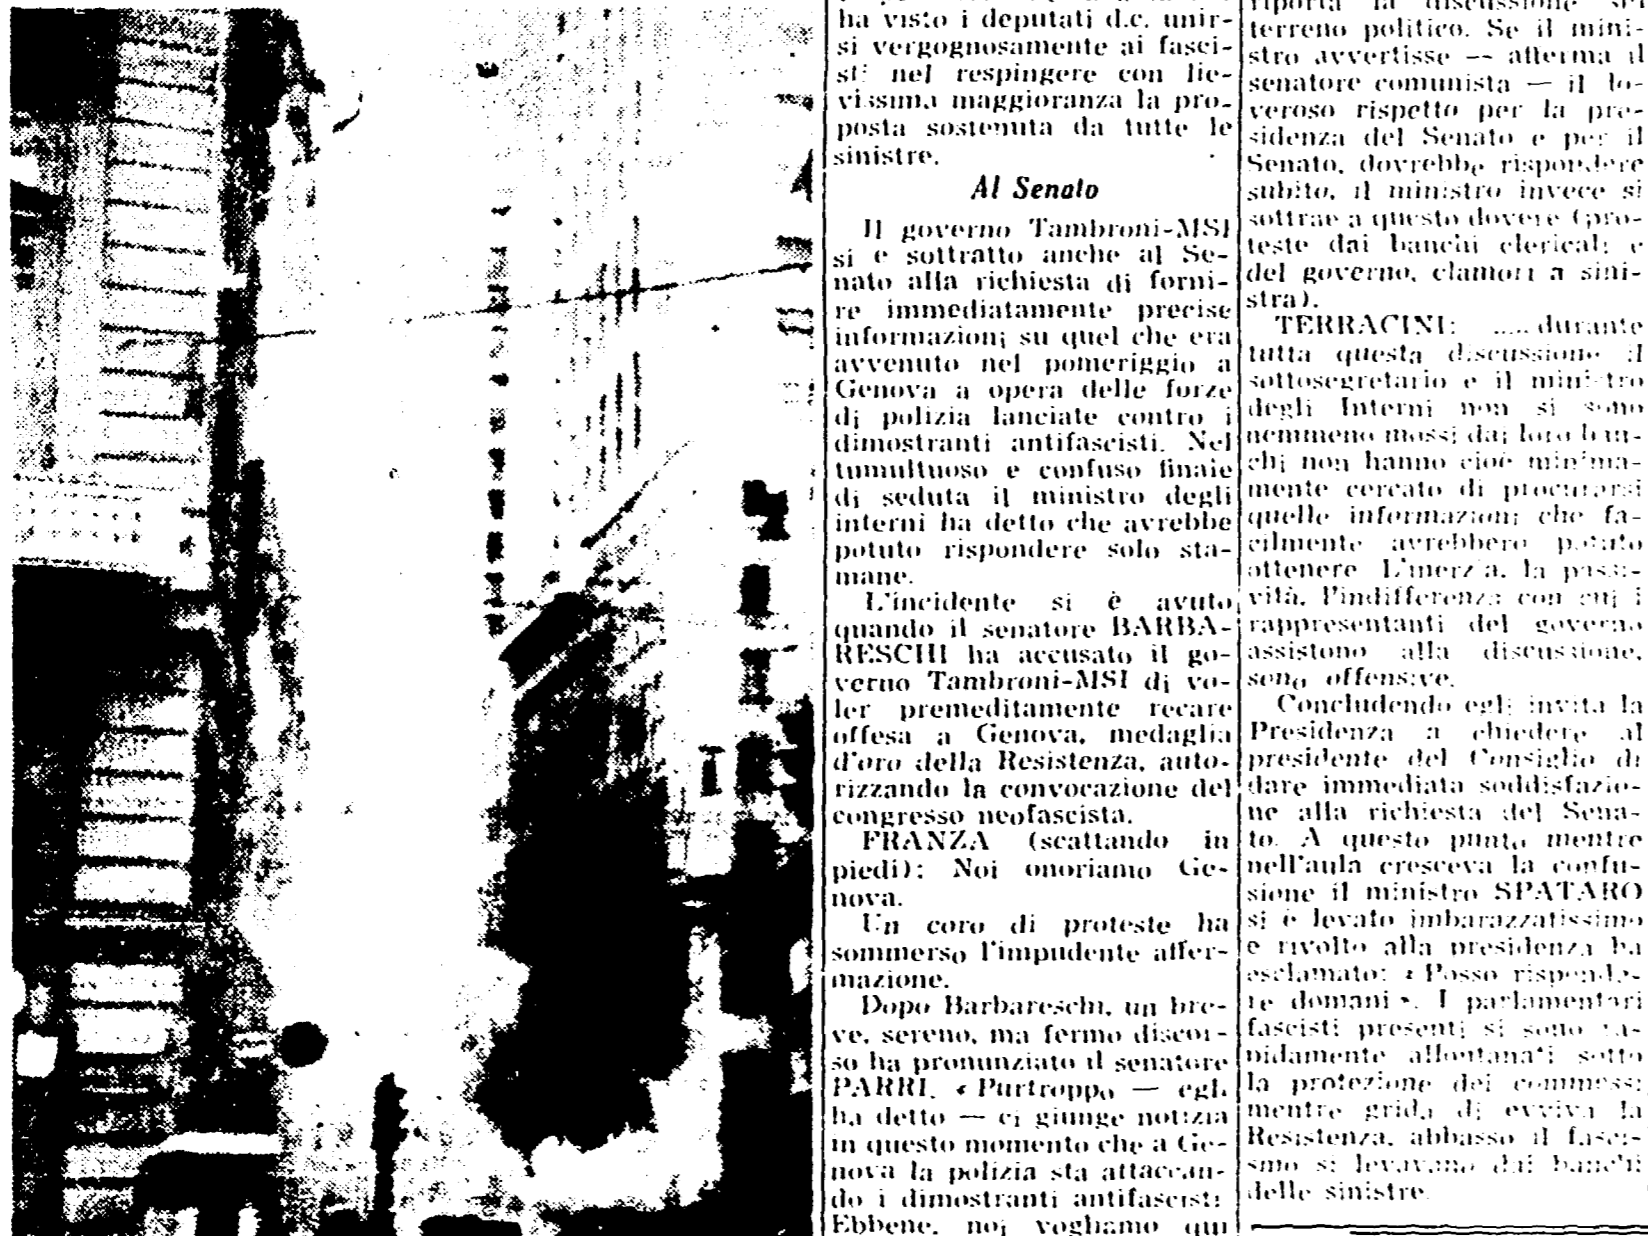 ha visto i deputati d.c. unir-
si vergognosamente ai fasci-
sti nel respingere con lie-
vissima maggioranza la pro-
posta sostenuta da tutte le
sinistre.
Al Senato
Il governo Tambroni-MSI
si e sottratto anche al Se-
nato alla richiesta di forni-
re immediatamente precise
informazioni su quel che era
avvenuto nel pomeriggio a
Genova a opera delle forze
di polizia lanciate contro i
dimostranti antifascisti. Nel
tumultuoso e confuso finale
di seduta il ministro degli
interni ha detto che avrebbe
potuto rispondere solo sta-
mane.
L'incidente si è avuto
quando il senatore BARBA-
RESCHI ha accusato il go-
verno Tambroni-MSI di vo-
ler premeditamente recare
offesa a Genova, medaglia
d'oro della Resistenza, auto-
rizzando la convocazione del
congresso neofascista.
FRANZA (scattando in
piedi): Noi onoriamo Ge-
nova.
Un coro di proteste ha
sommerso l'impudente affer-
mazione.
Dopo Barbareschi, un bre-
ve, sereno, ma fermo discor-
so ha pronunziato il senatore
PARRI. « Purtroppo — egli
ha detto — ci giunge notizia
in questo momento che a Ge-
nova la polizia sta attaccan-
do i dimostranti antifascisti
Ebbene, noi vogliamo qui
riporta la discussione sul
terreno politico. Se il mini-
stro avvertisse — afferma il
senatore comunista — il do-
veroso rispetto per la pre-
sidenza del Senato e per il
Senato, dovrebbe rispondere
subito, il ministro invece si
sottrae a questo dovere (pro-
teste dai banchi clericali e
del governo, clamori a sini-
stra).
TERRACINI: ....durante
tutta questa discussione il
sottosegretario e il ministro
degli Interni non si sono
nemmeno mossi dai loro ban-
chi non hanno cioè minima-
mente cercato di procurarsi
quelle informazioni che fa-
cilmente avrebbero potuto
ottenere L'inerzia, la passi-
vità, l'indifferenza con cui i
rappresentanti del governo
assistono alla discussione,
sono offensive.
Concludendo egli invita la
Presidenza a chiedere al
presidente del Consiglio di
dare immediata soddisfazio-
ne alla richiesta del Sena-
to. A questo punto mentre
nell'aula cresceva la confu-
sione il ministro SPATARO
si è levato imbarazzatissimo
e rivolto alla presidenza ha
esclamato: « Posso risponde-
re domani ». I parlamentari
fascisti presenti si sono ra-
pidamente allontanati sotto
la protezione dei commessi
mentre grida di evviva la
Resistenza, abbasso il fasci-
smo si levavano dai banchi
delle sinistre.